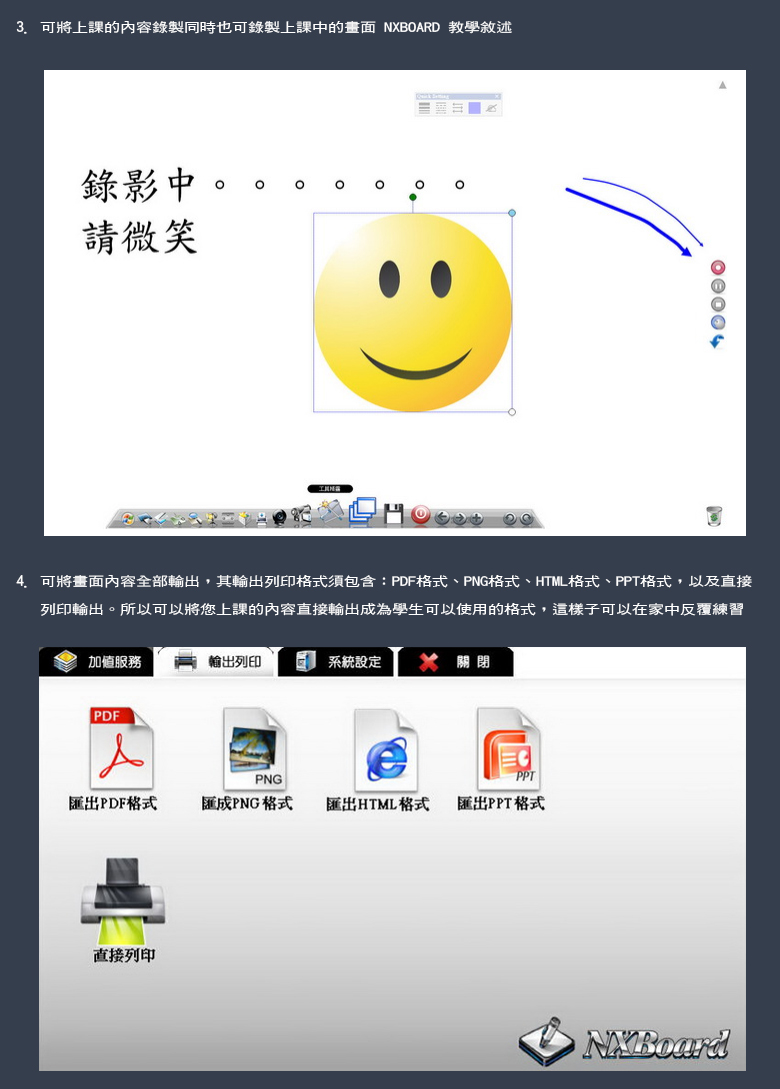 3. 可將上課的內容錄製同時也可錄製上課中的畫面 NXBOARD 教學敘述
錄影中。。。。。。。
請微笑
4. 可將畫面內容全部輸出,其輸出列印格式須包含:PDF格式、PNG格式、HTML格式、PPT格式,以及直接
列印輸出。所以可以將您上課的內容直接輸出成為學生可以使用的格式,這樣子可以在家中反覆練習
加值服務 輸出列印 系統設定 關 閉
PDF
PNG
PPT
匯出PDF格式 匯成PNG格式 匯出HTML格式 匯出PPT格式
直接列印
NXBoard